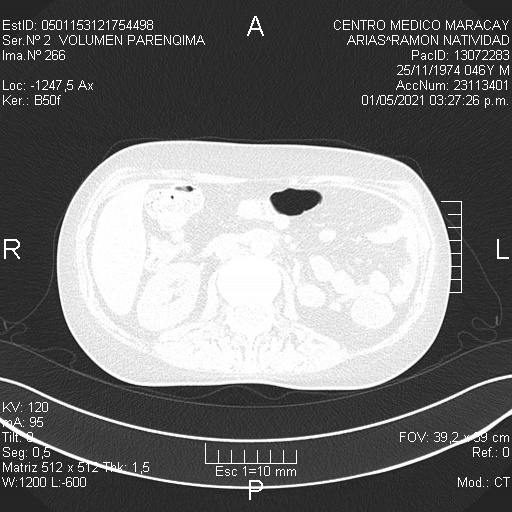 A
EstID: 0501153121754498
Ser.Nº 2 VOLUMEN PARENQIMA
Ima.Nº 266
Loc: -1247,5 Ax
Ker.: B50f
CENTRO MEDICO MARACAY
ARIAS^RAMON NATIVIDAD
PacID: 13072283
25/11/1974 046Y M
AccNum: 23113401
01/05/2021 03:27:26 p.m.
R
L
KV: 120
mA: 95
Tilt: 0
Seg: 0,5
Matriz 512 x 512 Thk: 1,5
W:1200 L:-600
Esc 1=10 mm
P
FOV: 39,2 x 39 cm
Ref.: 0
Mod.: CT